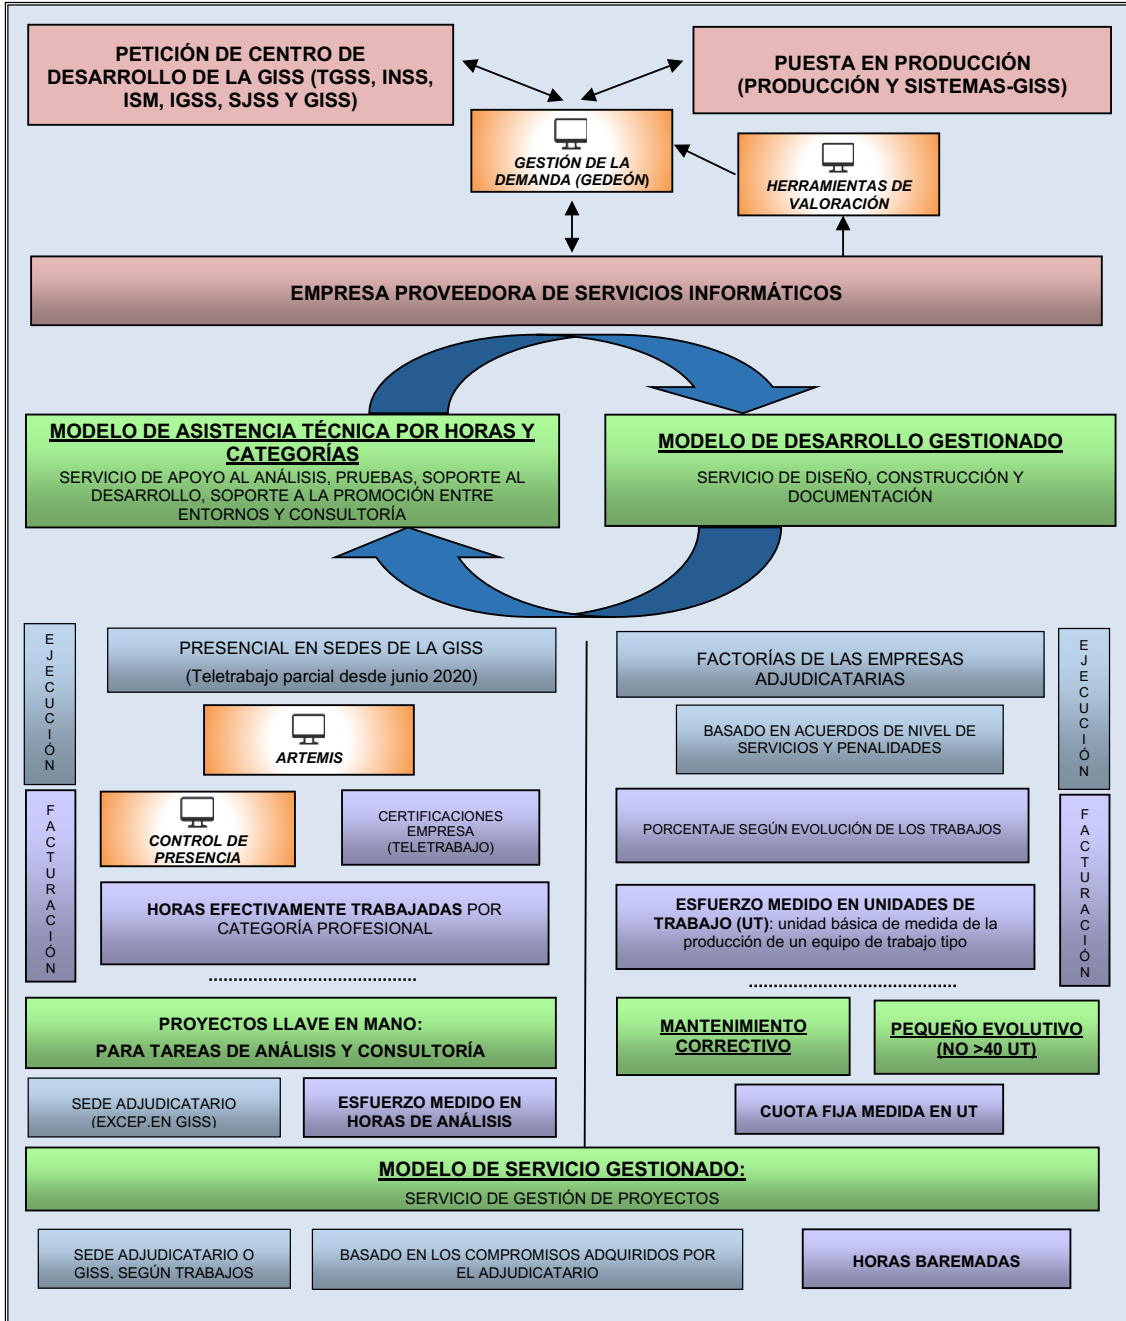 PETICIÓN DE CENTRO DE
DESARROLLO DE LA GISS (TGSS, INSS,
ISM, IGSS, SJSS Y GISS)
PUESTA EN PRODUCCIÓN
(PRODUCCIÓN Y SISTEMAS-GISS)
GESTIÓN DE LA
DEMANDA (GEDEÓN)
HERRAMIENTAS DE
VALORACIÓN
EMPRESA PROVEEDORA DE SERVICIOS INFORMÁTICOS
MODELO DE ASISTENCIA TÉCNICA POR HORAS Y
CATEGORÍAS
SERVICIO DE APOYO AL ANÁLISIS, PRUEBAS, SOPORTE AL
DESARROLLO, SOPORTE A LA PROMOCIÓN ENTRE
ENTORNOS Y CONSULTORÍA
MODELO DE DESARROLLO GESTIONADO
SERVICIO DE DISEÑO, CONSTRUCCIÓN Y
DOCUMENTACIÓN
EJECUCIÓN
PRESENCIAL EN SEDES DE LA GISS
(Teletrabajo parcial desde junio 2020)
ARTEMIS
FACTURACIÓN
CONTROL DE
PRESENCIA
CERTIFICACIONES
EMPRESA
(TELETRABAJO)
HORAS EFECTIVAMENTE TRABAJADAS POR
CATEGORÍA PROFESIONAL
FACTORÍAS DE LAS EMPRESAS
ADJUDICATARIAS
EJECUCIÓN
BASADO EN ACUERDOS DE NIVEL DE
SERVICIOS Y PENALIDADES
PORCENTAJE SEGÚN EVOLUCIÓN DE LOS TRABAJOS
FACTURACIÓN
ESFUERZO MEDIDO EN UNIDADES DE
TRABAJO (UT): unidad básica de medida de la
producción de un equipo de trabajo tipo
PROYECTOS LLAVE EN MANO:
PARA TAREAS DE ANÁLISIS Y CONSULTORÍA
SEDE ADJUDICATARIO
(EXCEP.EN GISS)
ESFUERZO MEDIDO EN
HORAS DE ANÁLISIS
MANTENIMIENTO
CORRECTIVO
PEQUEÑO EVOLUTIVO
(NO >40 UT)
CUOTA FIJA MEDIDA EN UT
MODELO DE SERVICIO GESTIONADO:
SERVICIO DE GESTIÓN DE PROYECTOS
SEDE ADJUDICATARIO O
GISS, SEGÚN TRABAJOS
BASADO EN LOS COMPROMISOS ADQUIRIDOS POR
EL ADJUDICATARIO
HORAS BAREMADAS